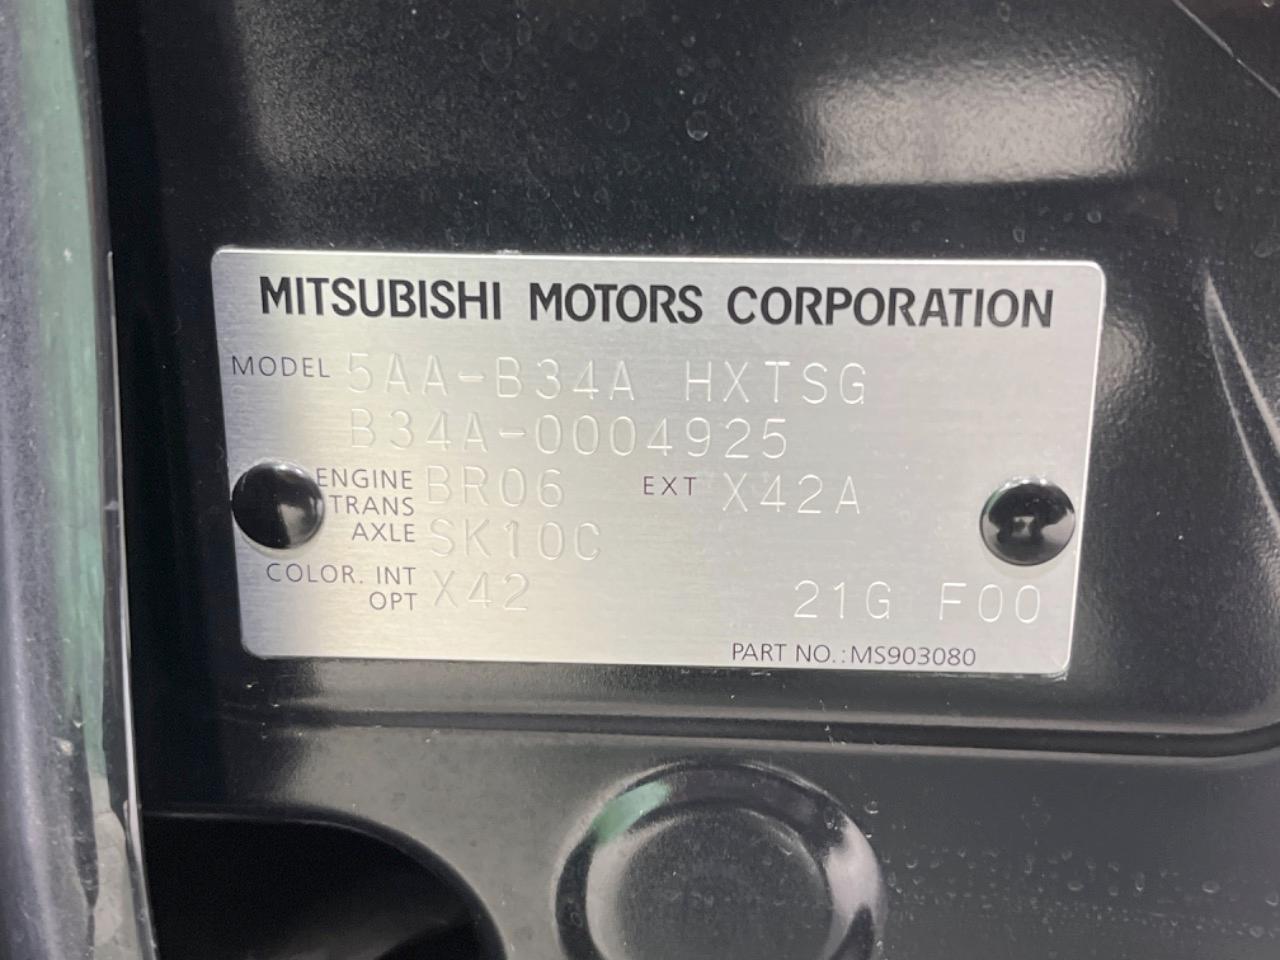 MITSUBISHI MOTORS CORPORATION
MODEL 5AA-B34A HXTSG
B34A-0004925
ENGINE BR06 EXT X42A
TRANS
AXLE SK10C
COLOR. INT X42
OPT 21G F00
PART NO.:MS903080